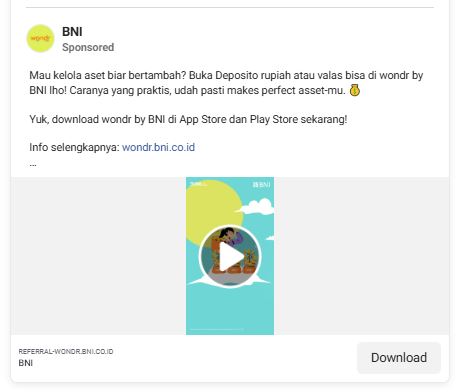 wondr
BNI
Sponsored
Mau kelola aset biar bertambah? Buka Deposito rupiah atau valas bisa di wondr by
BNI lho! Caranya yang praktis, udah pasti makes perfect asset-mu.
Yuk, download wondr by BNI di App Store dan Play Store sekarang!
Info selengkapnya: wondr.bni.co.id
...
BNI
REFERRAL-WONDR.BNI.CO.ID
BNI
Download